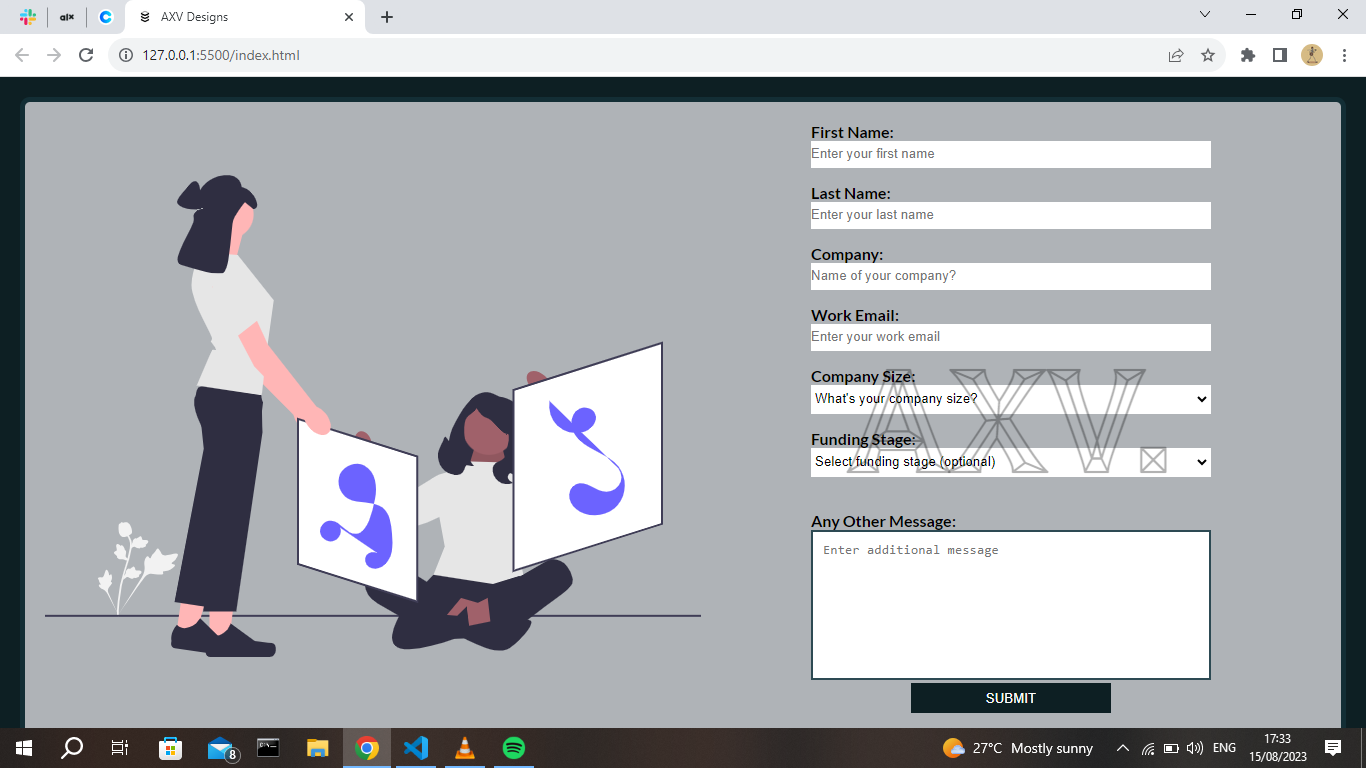 alx
AXV Designs
127.0.0.1:5500/index.html
First Name:
Enter your first name
Last Name:
Enter your last name
Company:
Name of your company?
Work Email:
Enter your work email
Company Size:
What's your company size?
Funding Stage:
Select funding stage (optional)
AXV.
Any Other Message:
Enter additional message
SUBMIT
8
27°C Mostly sunny
ENG
17:33
15/08/2023